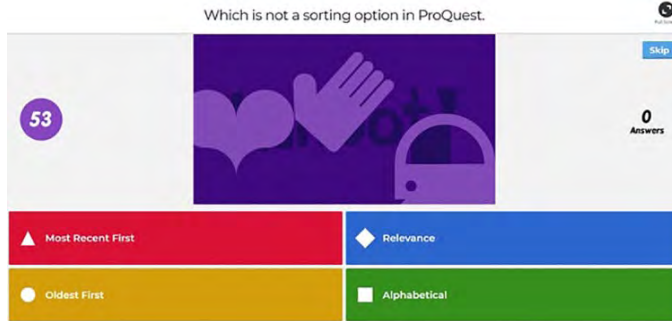 Which is not a sorting option in ProQuest.
Skip
53
0
Answers
Most Recent First
Relevance
Oldest First
Alphabetical